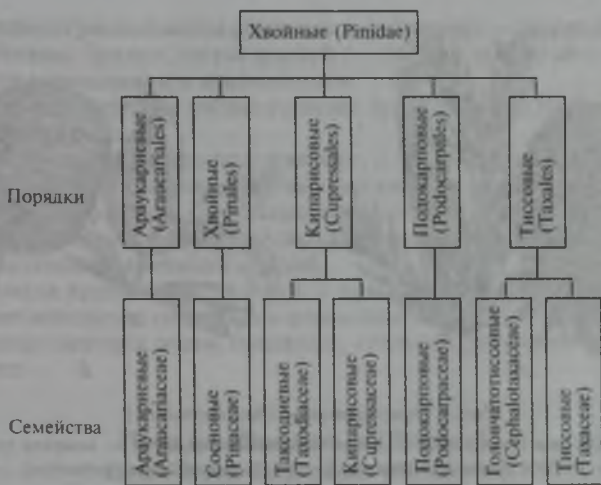 Хвойные (Pinidae)
Порядки
Араукариевые
(Araucariales)
Хвойные
(Pinales)
Кипарисовые
(Cupressales)
Подокарповые
(Podocarpales)
Тиссовые
(Taxales)
Семейства
Араукариевые
(Araucariaceae)
Сосновые
(Pinaceae)
Таксодиевые
(Taxodiaceae)
Кипарисовые
(Cupressaceae)
Подокарповые
(Podocarpaceae)
Головчатотиссовые
(Cephalotaxaceae)
Тиссовые
(Taxaceae)